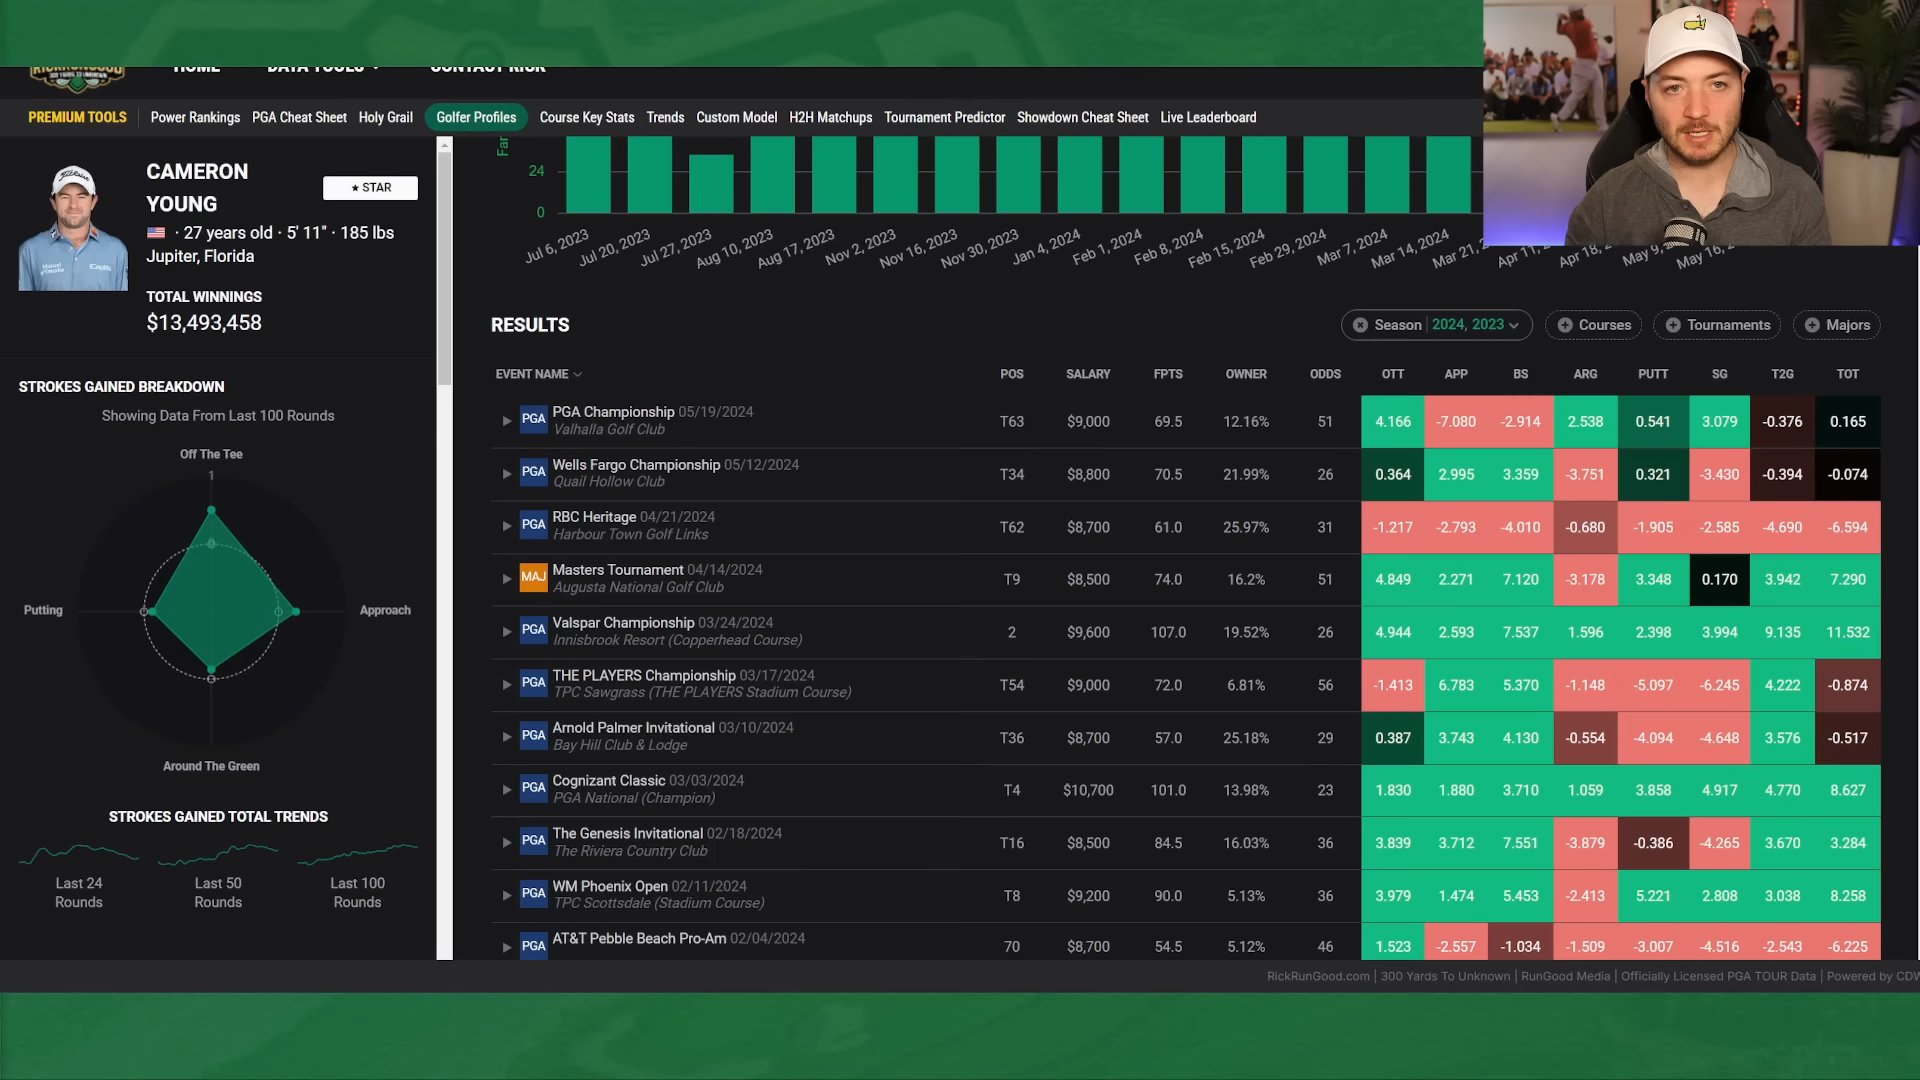 RICKRUNGOOD
300 YARDS TO UNKNOWN
HOME DATA TOOLS CONTACT RICK
PREMIUM TOOLS Power Rankings PGA Cheat Sheet Holy Grail Golfer Profiles Course Key Stats Trends Custom Model H2H Matchups Tournament Predictor Showdown Cheat Sheet Live Leaderboard
CAMERON
YOUNG
★ STAR
· 27 years old · 5' 11" · 185 lbs
Jupiter, Florida
TOTAL WINNINGS
$13,493,458
STROKES GAINED BREAKDOWN
Showing Data From Last 100 Rounds
Off The Tee
1
0
Putting 0 0 Approach
0
Around The Green
STROKES GAINED TOTAL TRENDS
Last 24
Rounds
Last 50
Rounds
Last 100
Rounds
24
0
Jul 6, 2023 Jul 20, 2023 Jul 27, 2023 Aug 10, 2023 Aug 17, 2023 Nov 2, 2023 Nov 16, 2023 Nov 30, 2023 Jan 4, 2024 Feb 1, 2024 Feb 8, 2024 Feb 15, 2024 Feb 29, 2024 Mar 7, 2024 Mar 14, 2024 Mar 21, Apr 11, Apr 18, May 9, May 16,
RESULTS Season 2024, 2023 Courses Tournaments Majors
EVENT NAME POS SALARY FPTS OWNER ODDS OTT APP BS ARG PUTT SG T2G TOT
PGA PGA Championship 05/19/2024 T63 $9,000 69.5 12.16% 51 4.166 -7.080 -2.914 2.538 0.541 3.079 -0.376 0.165
Valhalla Golf Club
PGA Wells Fargo Championship 05/12/2024 T34 $8,800 70.5 21.99% 26 0.364 2.995 3.359 -3.751 0.321 -3.430 -0.394 -0.074
Quail Hollow Club
PGA RBC Heritage 04/21/2024 T62 $8,700 61.0 25.97% 31 -1.217 -2.793 -4.010 -0.680 -1.905 -2.585 -4.690 -6.594
Harbour Town Golf Links
MAJ Masters Tournament 04/14/2024 T9 $8,500 74.0 16.2% 51 4.849 2.271 7.120 -3.178 3.348 0.170 3.942 7.290
Augusta National Golf Club
PGA Valspar Championship 03/24/2024 2 $9,600 107.0 19.52% 26 4.944 2.593 7.537 1.596 2.398 3.994 9.135 11.532
Innisbrook Resort (Copperhead Course)
PGA THE PLAYERS Championship 03/17/2024 T54 $9,000 72.0 6.81% 56 -1.413 6.783 5.370 -1.148 -5.097 -6.245 4.222 -0.874
TPC Sawgrass (THE PLAYERS Stadium Course)
PGA Arnold Palmer Invitational 03/10/2024 T36 $8,700 57.0 25.18% 29 0.387 3.743 4.130 -0.554 -4.094 -4.648 3.576 -0.517
Bay Hill Club & Lodge
PGA Cognizant Classic 03/03/2024 T4 $10,700 101.0 13.98% 23 1.830 1.880 3.710 1.059 3.858 4.917 4.770 8.627
PGA National (Champion)
PGA The Genesis Invitational 02/18/2024 T16 $8,500 84.5 16.03% 36 3.839 3.712 7.551 -3.879 -0.386 -4.265 3.670 3.284
The Riviera Country Club
PGA WM Phoenix Open 02/11/2024 T8 $9,200 90.0 5.13% 36 3.979 1.474 5.453 -2.413 5.221 2.808 3.038 8.258
TPC Scottsdale (Stadium Course)
PGA AT&T Pebble Beach Pro-Am 02/04/2024 70 $8,700 54.5 5.12% 46 1.523 -2.557 -1.034 -1.509 -3.007 -4.516 -2.543 -6.225
RickRunGood.com | 300 Yards To Unknown | RunGood Media | Officially Licensed PGA TOUR Data | Powered by CDW